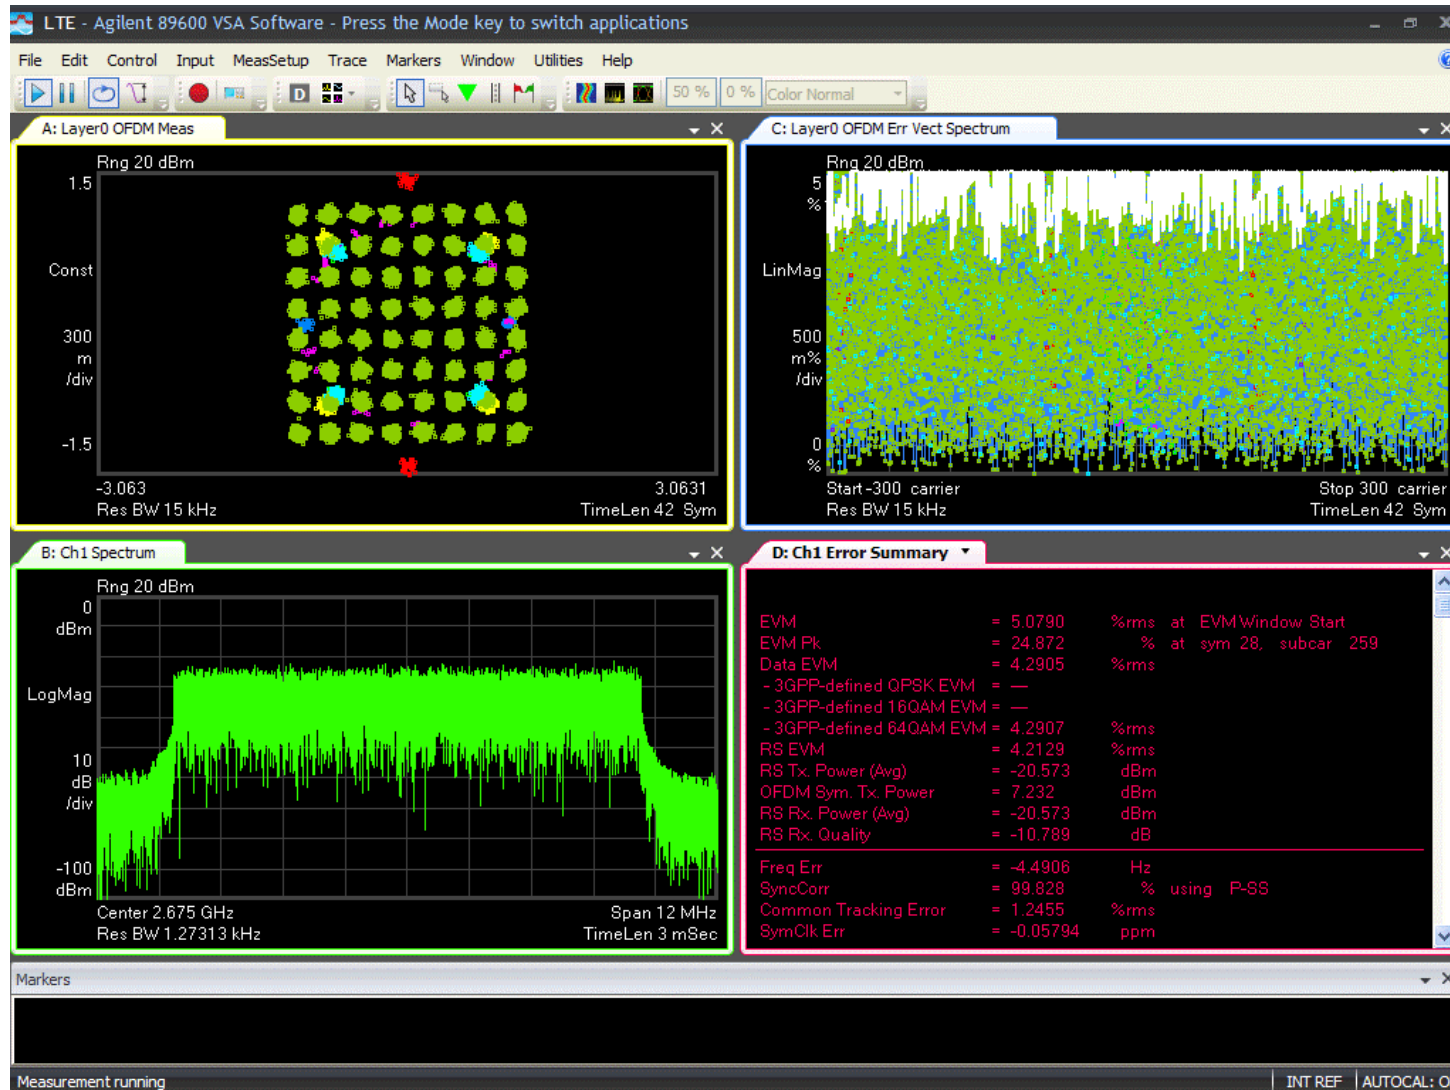 LTE - Agilent 89600 VSA Software - Press the Mode key to switch applications
File Edit Control Input MeasSetup Trace Markers Window Utilities Help
D 50 % 0 % Color Normal
A: Layer0 OFDM Meas
Rng 20 dBm
1.5
Const
300
m
/div
-1.5
-3.063 3.0631
Res BW 15 kHz TimeLen 42 Sym
C: Layer0 OFDM Err Vect Spectrum
Rng 20 dBm
5
%
LinMag
500
m%
/div
0
%
Start-300 carrier Stop 300 carrier
Res BW 15 kHz TimeLen 42 Sym
B: Ch1 Spectrum
Rng 20 dBm
0
dBm
LogMag
10
dB
/div
-100
dBm
Center 2.675 GHz Span 12 MHz
Res BW 1.27313 kHz TimeLen 3 mSec
D: Ch1 Error Summary
EVM = 5.0790 %rms at EVM Window Start
EVM Pk = 24.872 % at sym 28, subcar 259
Data EVM = 4.2905 %rms
- 3GPP-defined QPSK EVM = —
- 3GPP-defined 16QAM EVM = —
- 3GPP-defined 64QAM EVM = 4.2907 %rms
RS EVM = 4.2129 %rms
RS Tx. Power (Avg) = -20.573 dBm
OFDM Sym. Tx. Power = 7.232 dBm
RS Rx. Power (Avg) = -20.573 dBm
RS Rx. Quality = -10.789 dB
Freq Err = -4.4906 Hz
SyncCorr = 99.828 % using P-SS
Common Tracking Error = 1.2455 %rms
SymClk Err = -0.05794 ppm
Markers
Measurement running INT REF AUTOCAL: O